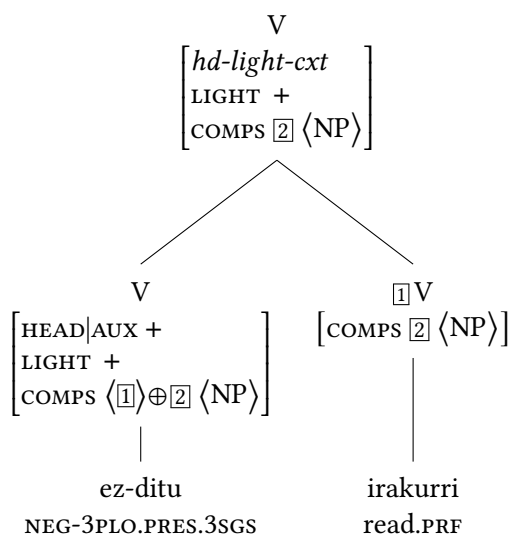 V
hd-light-cxt
LIGHT +
COMPS 2 ⟨NP⟩
V
HEAD|AUX +
LIGHT +
COMPS ⟨1⟩⊕2 ⟨NP⟩
1 V
[COMPS 2 ⟨NP⟩]
ez-ditu
NEG-3PLO.PRES.3SGS
irakurri
read.PRF